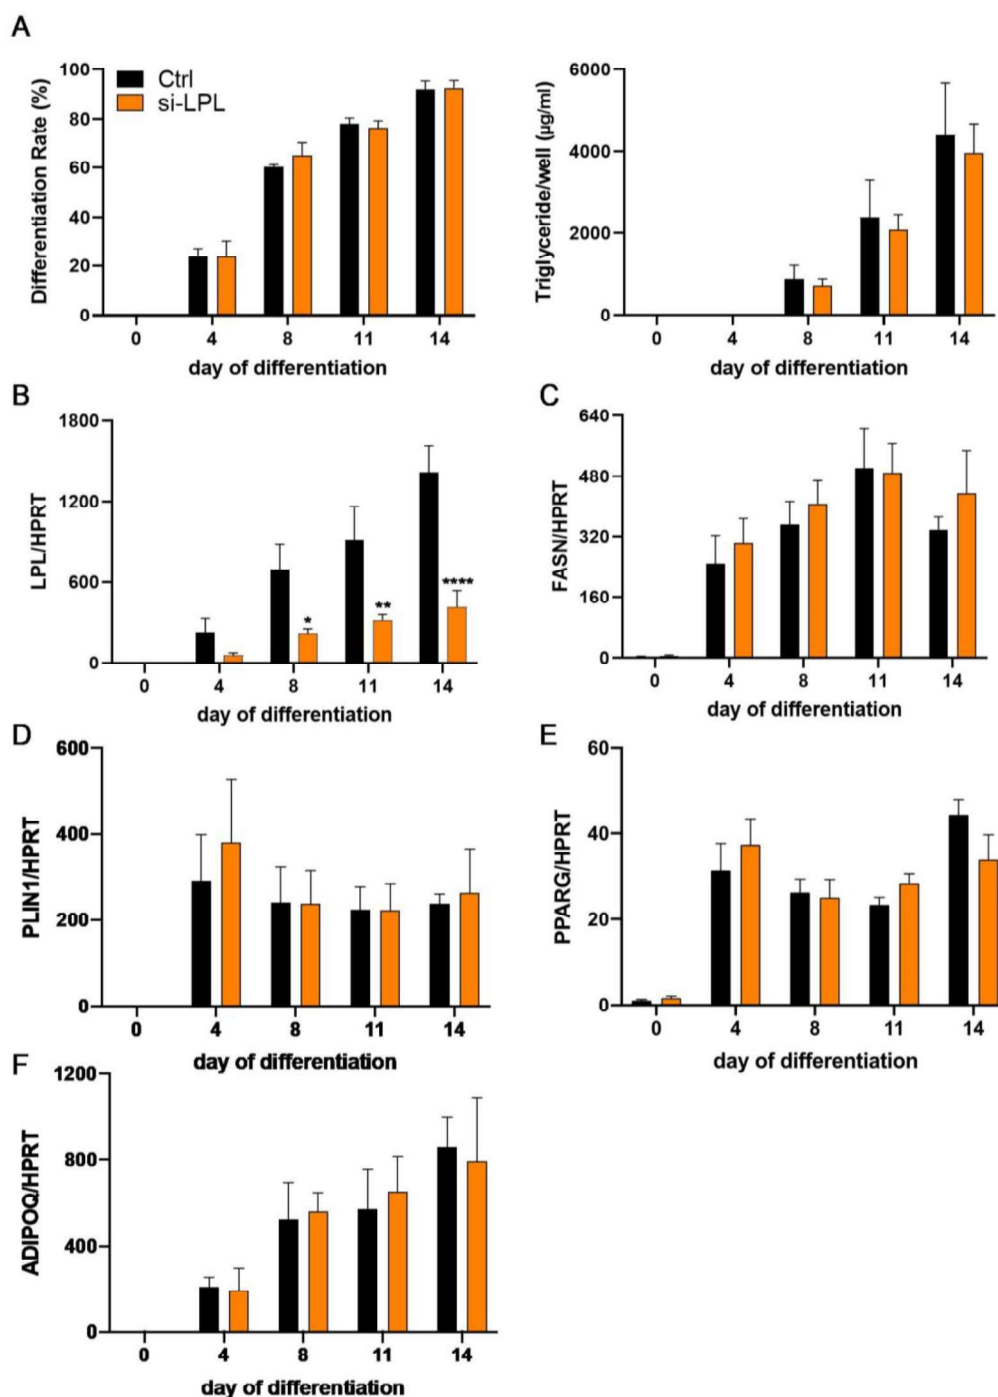 A
Differentiation Rate (%)
100
80
60
40
20
0
Ctrl
si-LPL
0 4 8 11 14
day of differentiation
Triglyceride/well (µg/ml)
6000
4000
2000
0
0 4 8 11 14
day of differentiation
B
LPL/HPRT
1800
1200
600
0
* ** ****
0 4 8 11 14
day of differentiation
C
FASN/HPRT
640
480
320
160
0
0 4 8 11 14
day of differentiation
D
PLIN1/HPRT
600
400
200
0
0 4 8 11 14
day of differentiation
E
PPARG/HPRT
60
40
20
0
0 4 8 11 14
day of differentiation
F
ADIPOQ/HPRT
1200
800
400
0
0 4 8 11 14
day of differentiation